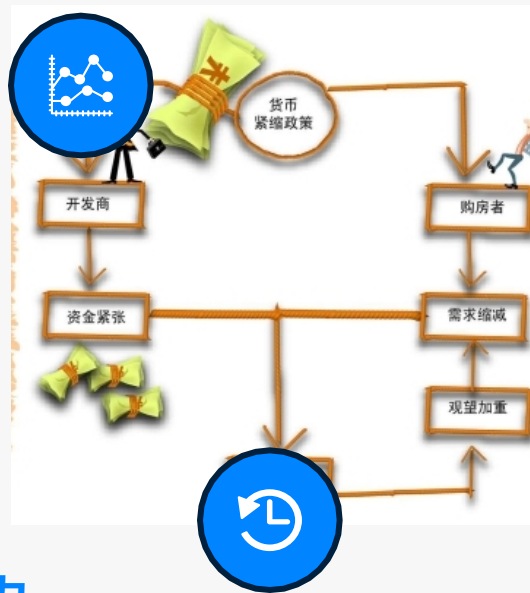 货币
紧缩政策
开发商
购房者
资金紧张
需求缩减
观望加重